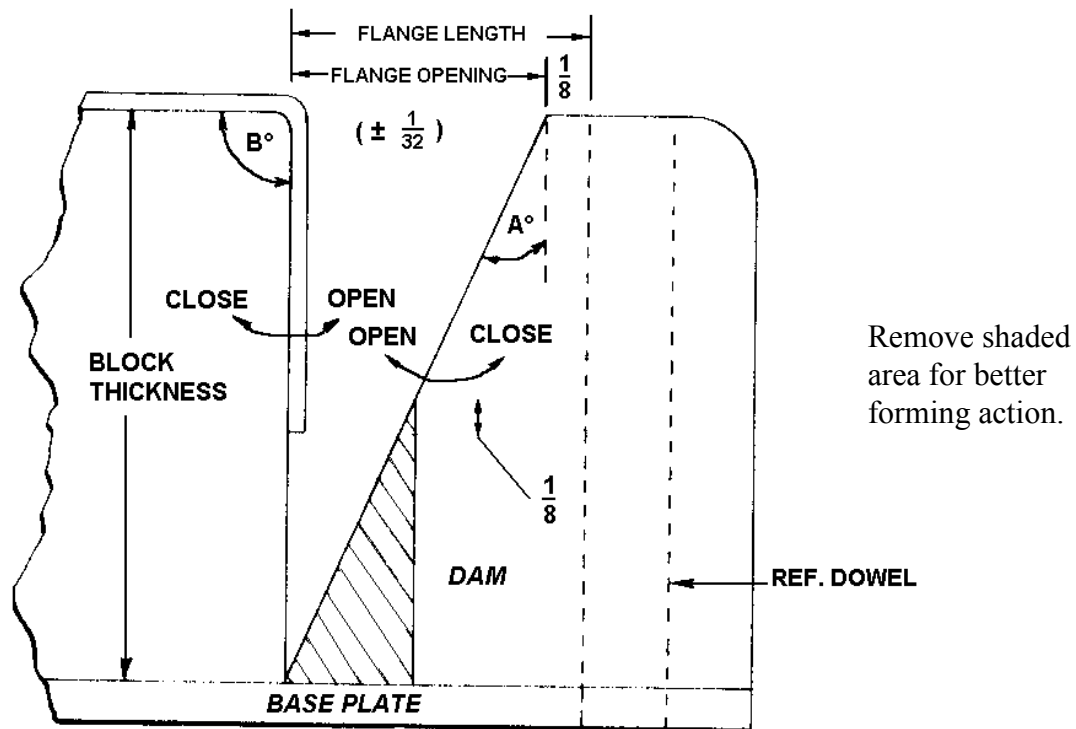 FLANGE LENGTH
FLANGE OPENING
1/8
(± 1/32)
B°
A°
CLOSE
OPEN
OPEN
CLOSE
BLOCK
THICKNESS
Remove shaded
area for better
forming action.
1/8
DAM
REF. DOWEL
BASE PLATE